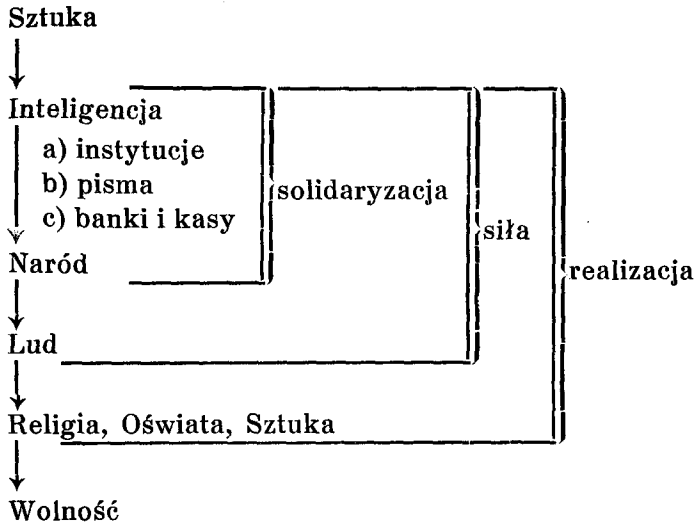 Sztuka
Inteligencja
a) instytucje
b) pisma
solidaryzacja
c) banki i kasy
siła
Naród
realizacja
Lud
Religia, Oświata, Sztuka
Wolność